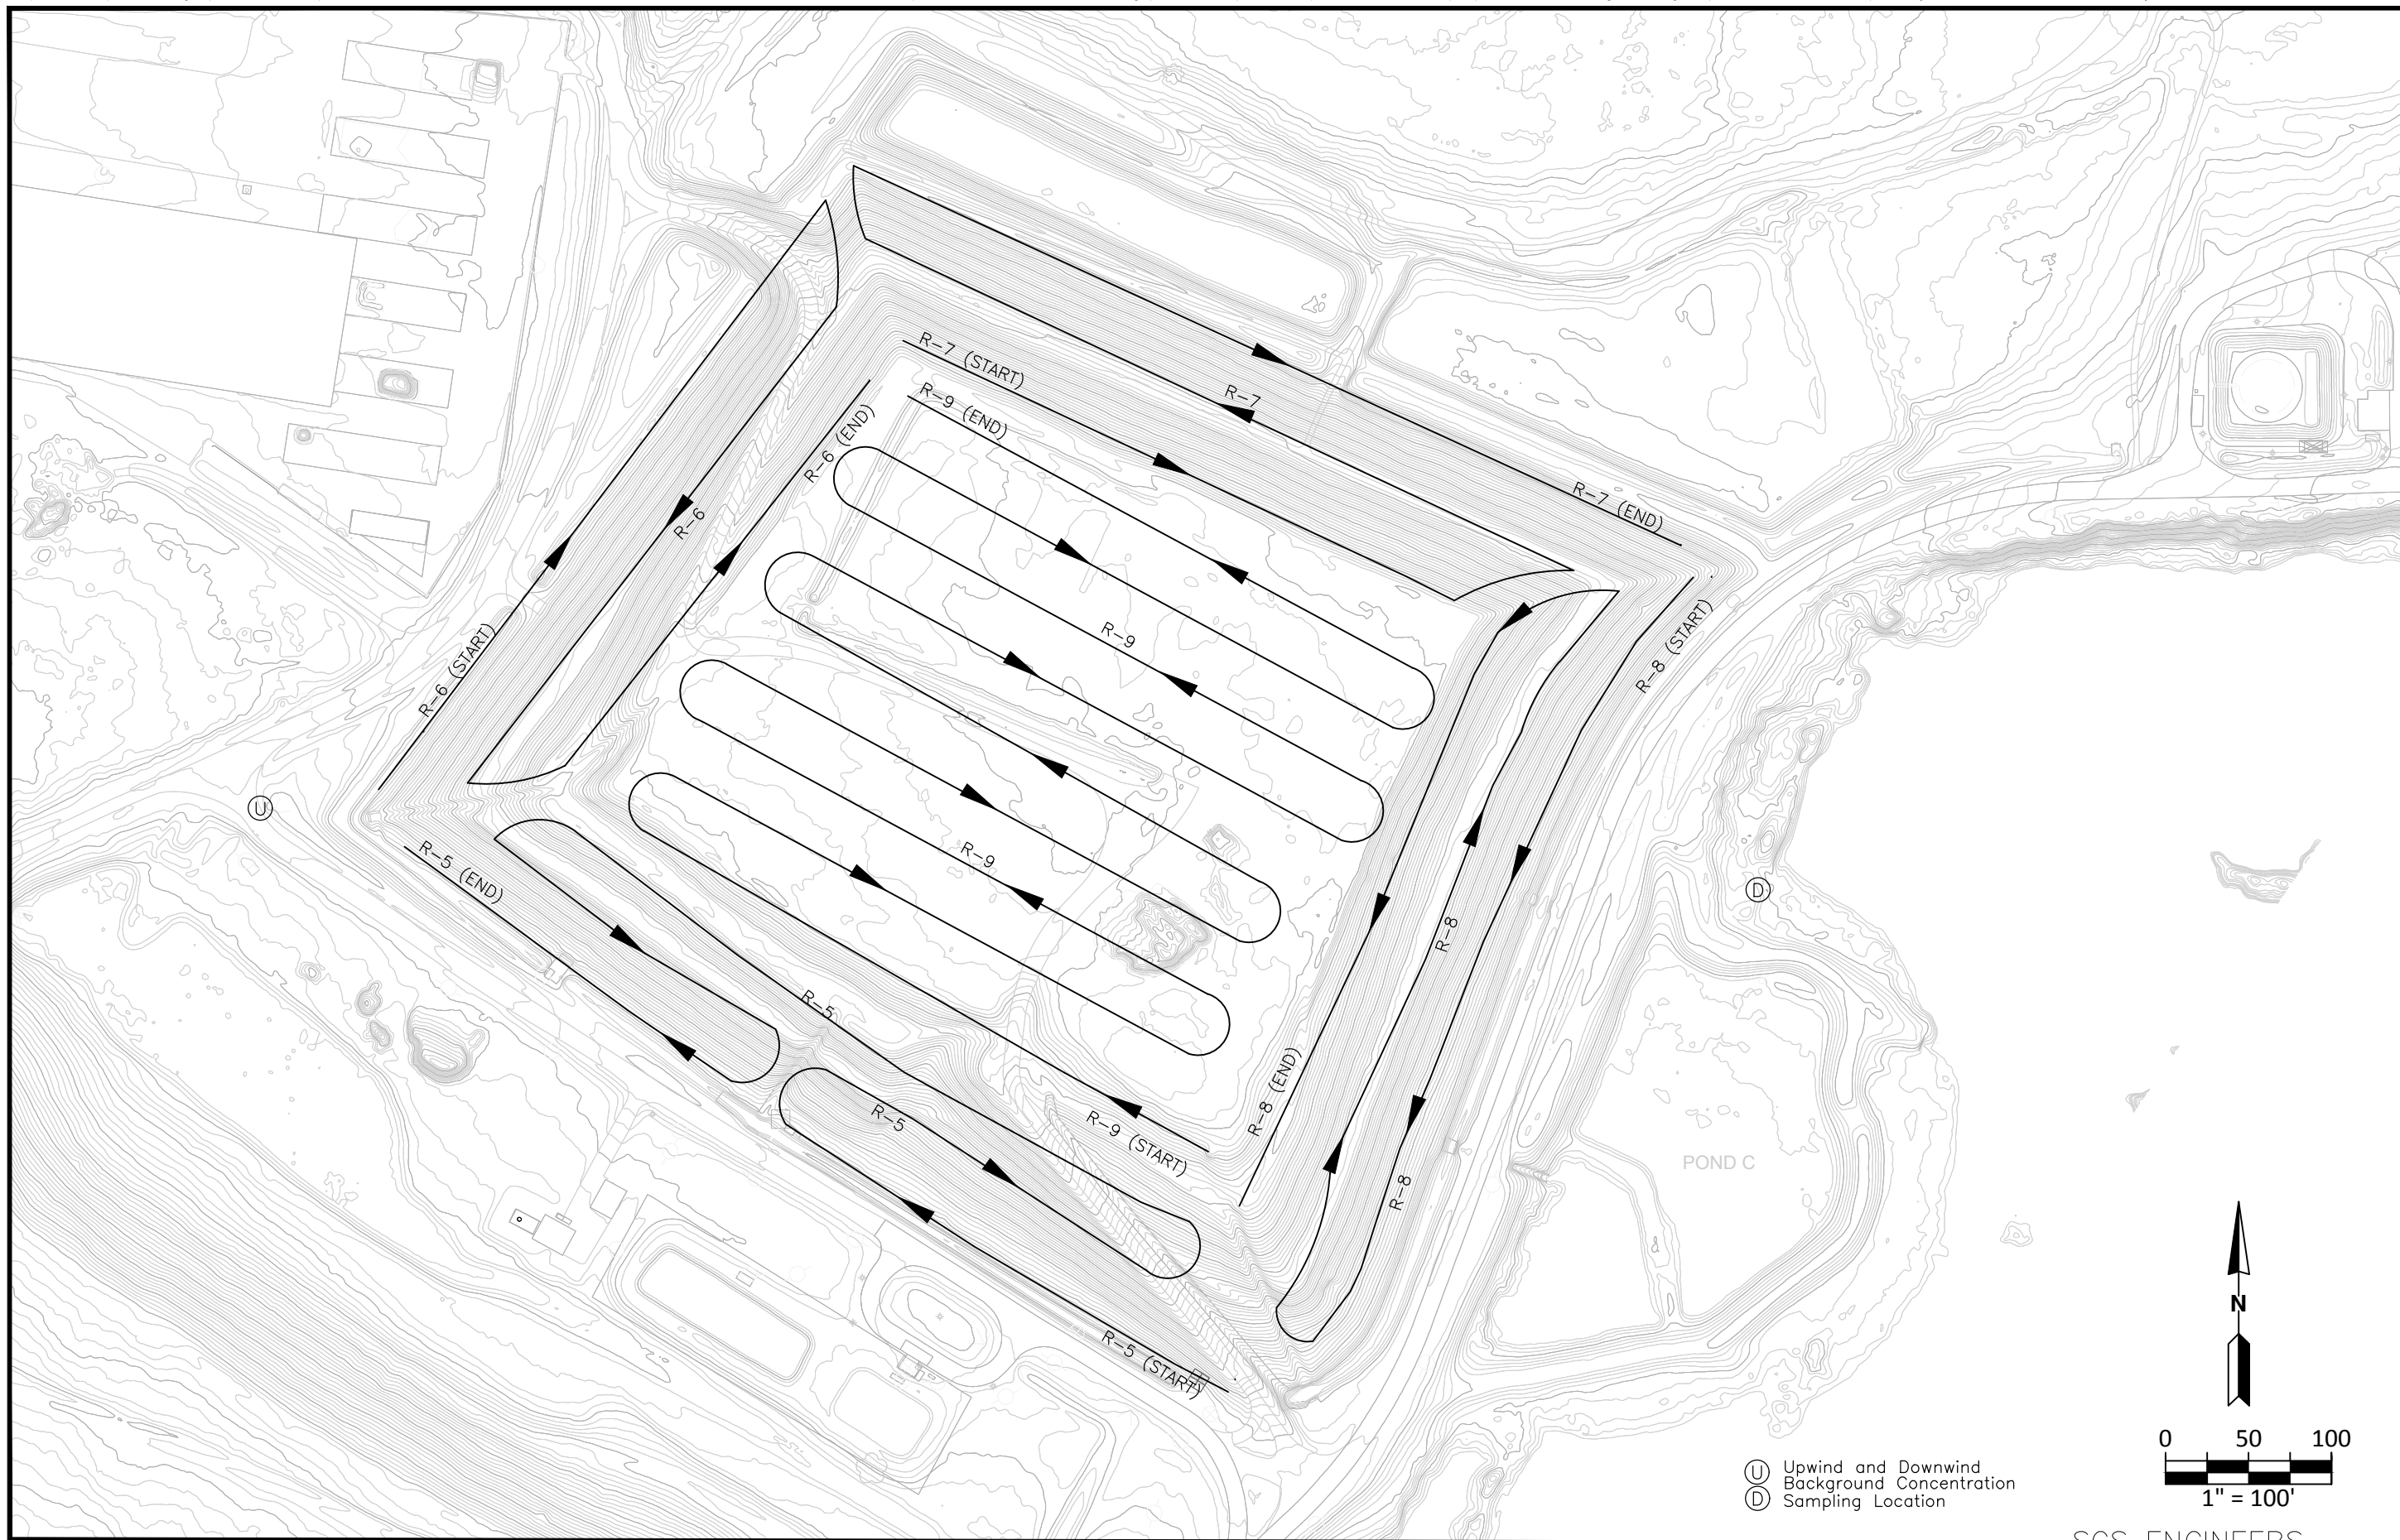 R-7 (START)
R-9 (END)
R-7
R-6 (END)
R-7 (END)
R-6
R-8 (START)
R-9
R-6 (START)
U
R-5 (END)
R-9
D
R-8
R-5
R-5
R-8 (END)
R-9 (START)
POND C
R-8
R-5 (START)
N
0 50 100
1" = 100'
U Upwind and Downwind
Background Concentration
D Sampling Location
SCS ENGINEERS